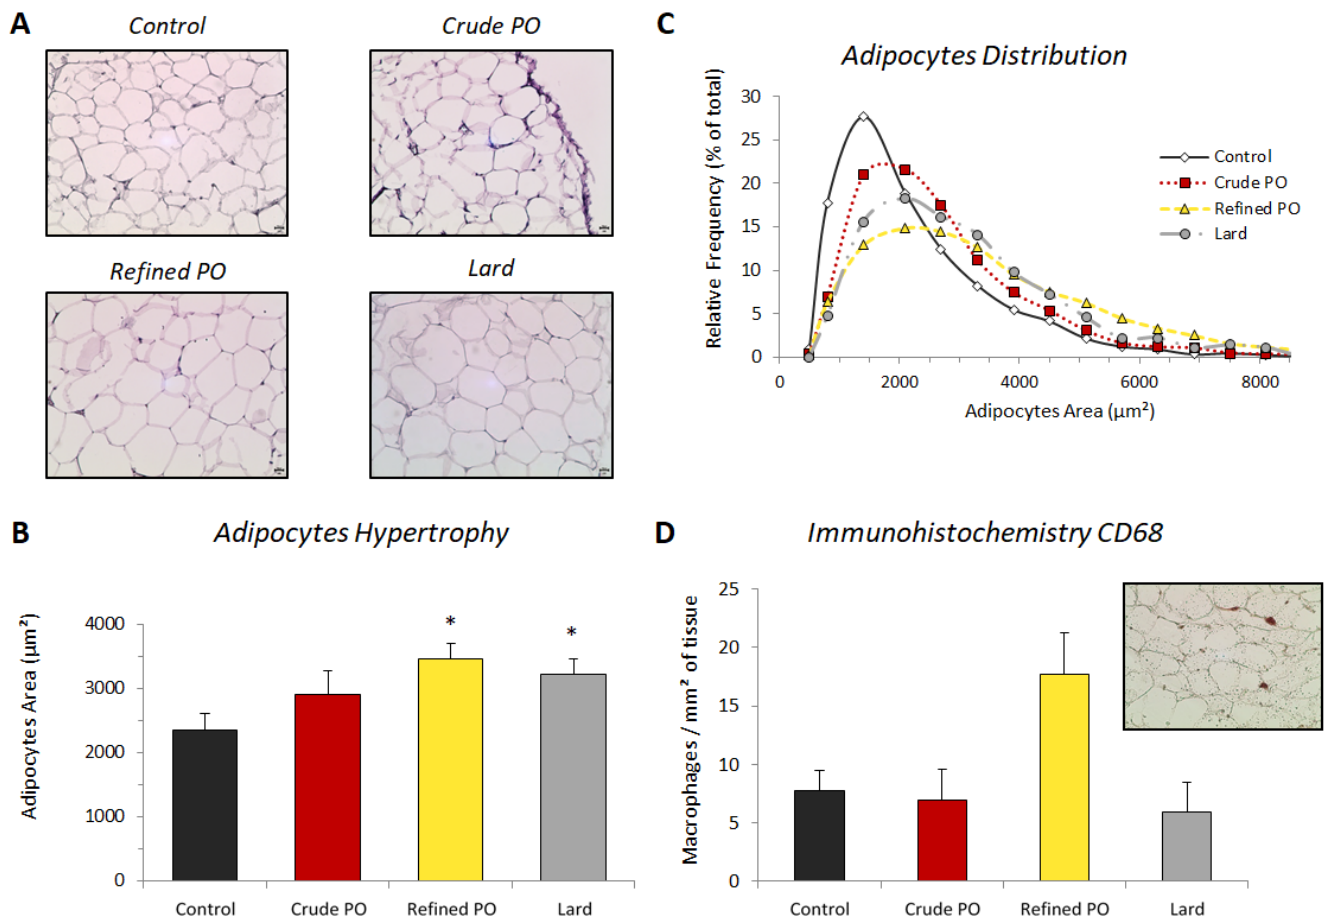 A
Control
Crude PO
Refined PO
Lard
B
Adipocytes Hypertrophy
Adipocytes Area (µm²)
4000
3000
2000
1000
0
*
*
Control
Crude PO
Refined PO
Lard
C
Adipocytes Distribution
Relative Frequency (% of total)
30
25
20
15
10
5
0
0
2000
4000
6000
8000
Adipocytes Area (µm²)
Control
Crude PO
Refined PO
Lard
D
Immunohistochemistry CD68
Macrophages / mm² of tissue
25
20
15
10
5
0
Control
Crude PO
Refined PO
Lard